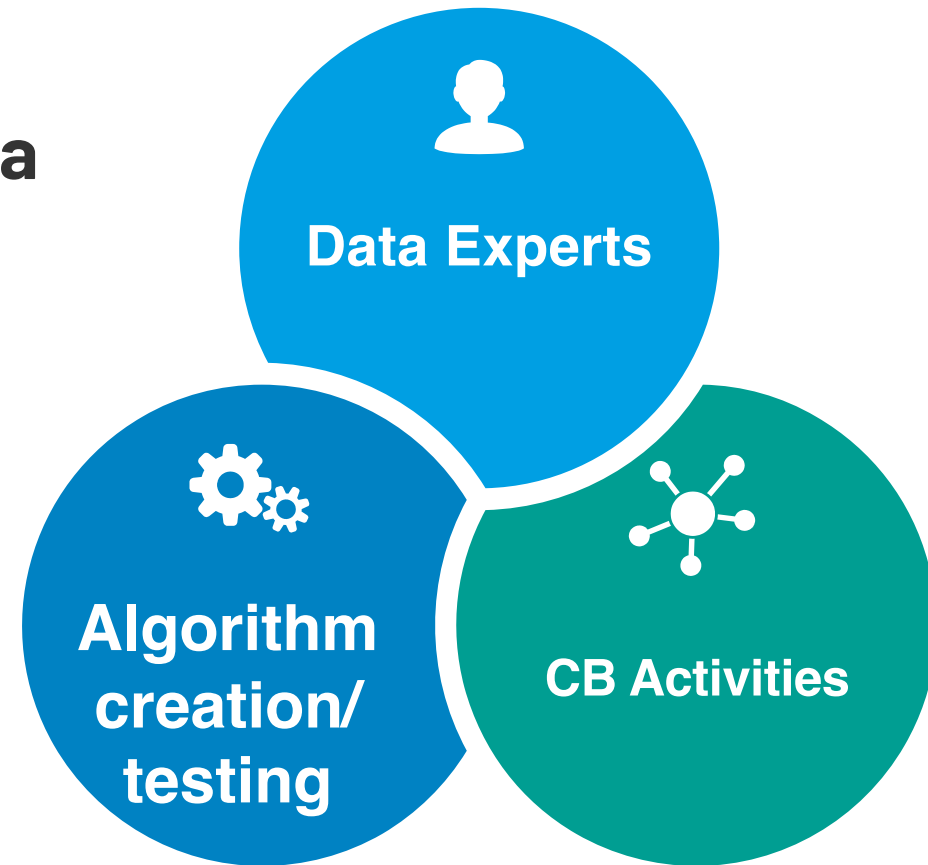 a
Data Experts
Algorithm
creation/
testing
CB Activities